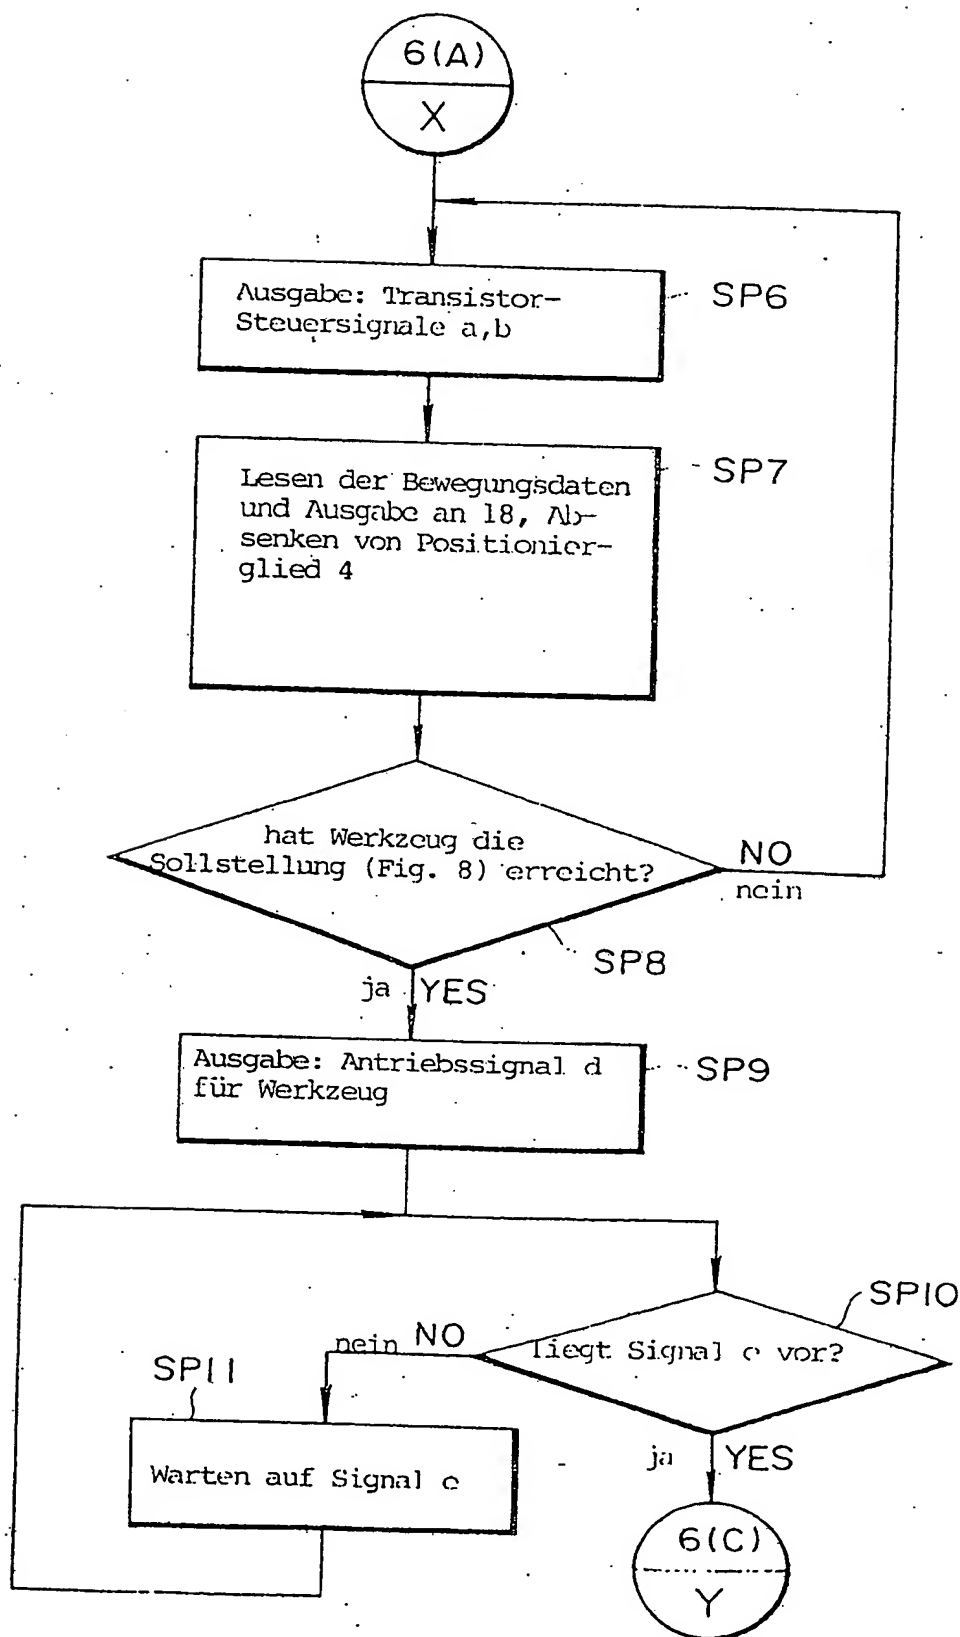 6(A)
X
Ausgabe: Transistor-
Steuersignale a,b
SP6
Lesen der Bewegungsdaten
und Ausgabe an 18, Ab-
senken von Positionier-
glied 4
SP7
hat Werkzeug die
Sollstellung (Fig. 8) erreicht?
NO
nein
SP8
ja YES
Ausgabe: Antriebssignal d
für Werkzeug
SP9
SP10
liegt Signal e vor?
nein NO
SP11
Warten auf Signal e
ja YES
6(C)
Y